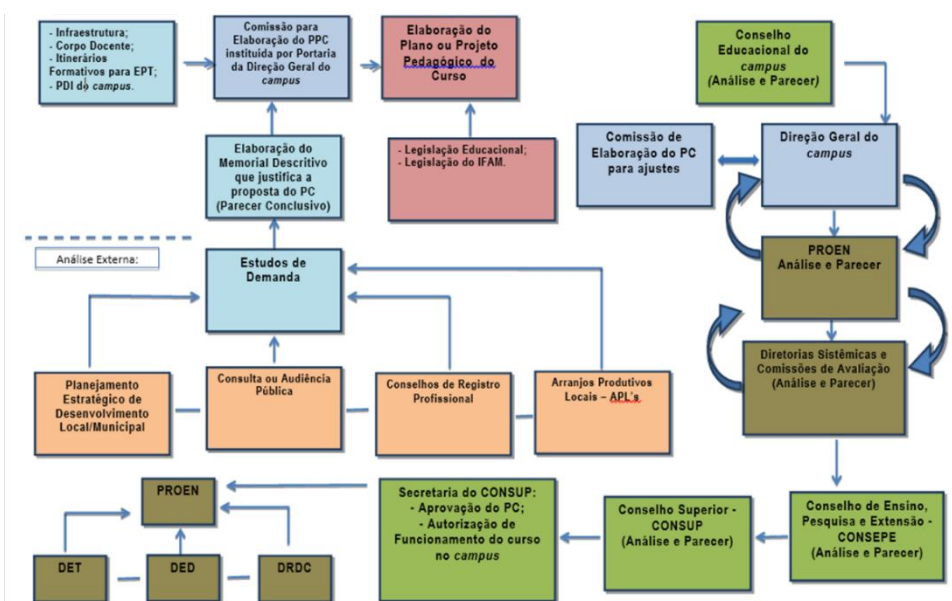 - Infraestrutura;
- Corpo Docente;
- Itinerários
Formativos para EPT;
- PDI do campus.
Comissão para
Elaboração do PPC
instituída por Portaria
da Direção Geral do
campus
Elaboração do
Plano ou Projeto
Pedagógico do
Curso
Conselho
Educacional do
campus
(Análise e Parecer)
Elaboração do
Memorial Descritivo
que justifica a
proposta do PC
(Parecer Conclusivo)
- Legislação Educacional;
- Legislação do IFAM.
Comissão de
Elaboração do PC
para ajustes
Direção Geral do
campus
Análise Externa:
Estudos de
Demanda
PROEN
Análise e Parecer
Diretorias Sistêmicas e
Comissões de Avaliação
(Análise e Parecer)
Planejamento
Estratégico de
Desenvolvimento
Local/Municipal
Consulta ou Audiência
Pública
Conselhos de Registro
Profissional
Arranjos Produtivos
Locais – APL's
PROEN
Secretaria do CONSUP:
- Aprovação do PC;
- Autorização de
Funcionamento do curso
no campus
Conselho Superior -
CONSUP
(Análise e Parecer)
Conselho de Ensino,
Pesquisa e Extensão -
CONSEPE
(Análise e Parecer)
DET
DED
DRDC